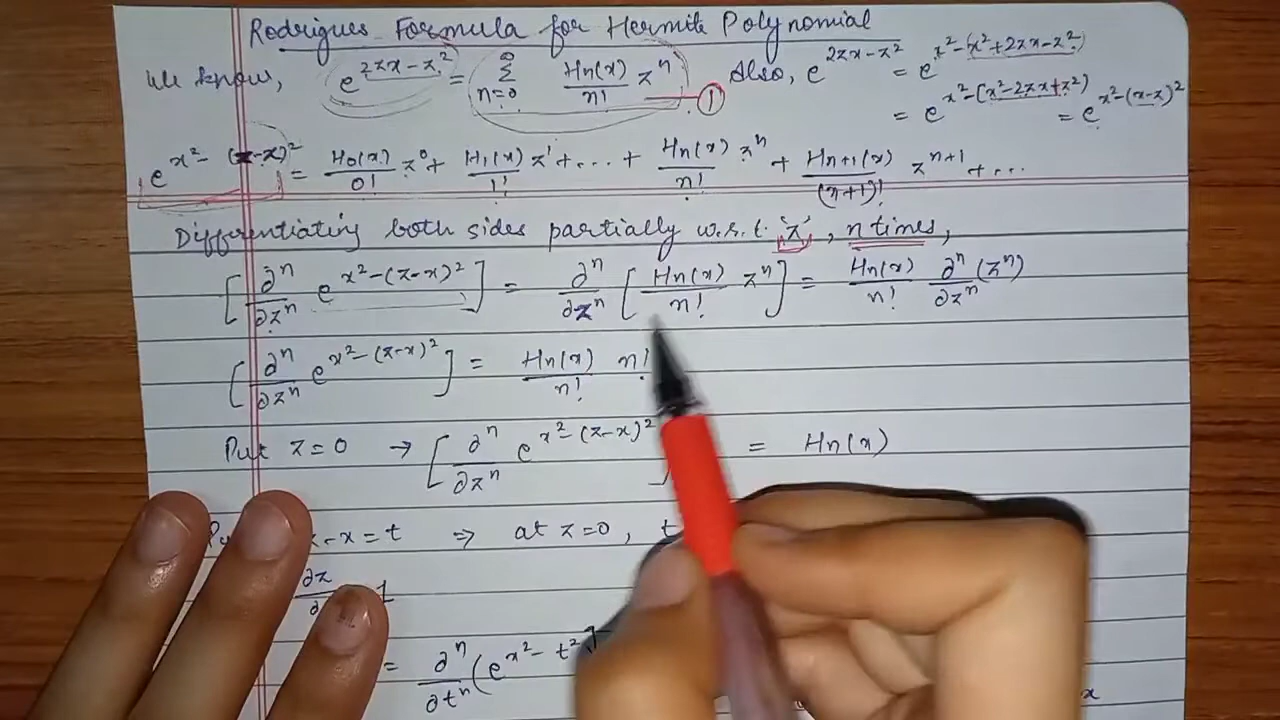 Rodrigues Formula for Hermite Polynomial
We know, e^{2zx-z²} = Σ_{n=0}^{∞} Hn(x)/n! z^n — ① Also, e^{2zx-z²} = e^{x²-(x²+2zx-z²)}
= e^{x²-[x²-2zx+z²)} = e^{x²-(x-z)²}
e^{x²-(z-x)²} = H0(x)/0! z^0 + H1(x)/1! z^1 + ... + Hn(x)/n! z^n + Hn+1(x)/(n+1)! z^{n+1} + ...
Differentiating both sides partially w.r.t. 'z', n times,
[∂^n/∂z^n e^{x²-(z-x)²}] = ∂^n/∂z^n [Hn(x)/n! z^n] = Hn(x)/n! ∂^n/∂z^n (z^n)
[∂^n/∂z^n e^{x²-(z-x)²}] = Hn(x)/n! n!
Put z=0 → [∂^n/∂z^n e^{x²-(z-x)²}] = Hn(x)
-x = t ⇒ at z=0, t
∂z 1
= ∂^n/∂t^n (e^{x²-t²}
x